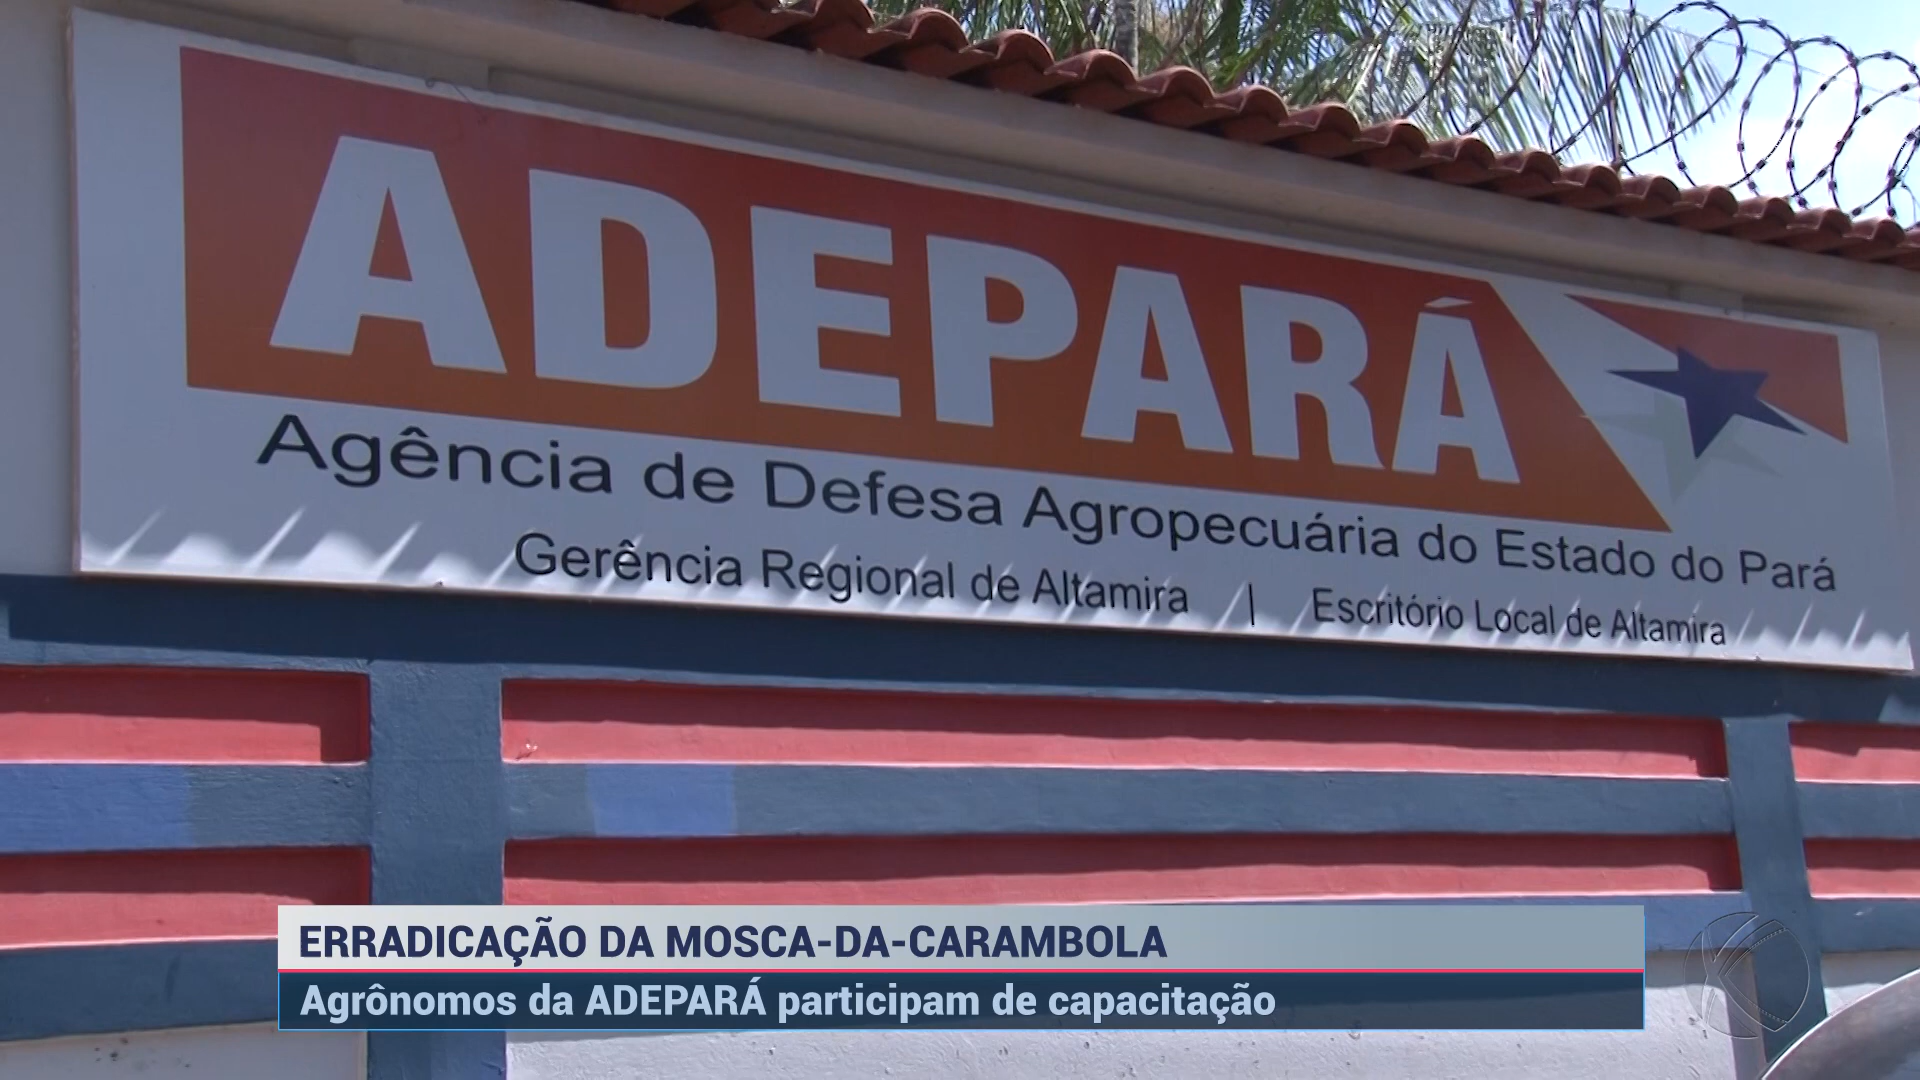 ADEPARÁ
Agência de Defesa Agropecuária do Estado do Pará
Gerência Regional de Altamira | Escritório Local de Altamira
ERRADICAÇÃO DA MOSCA-DA-CARAMBOLA
Agrônomos da ADEPARÁ participam de capacitação